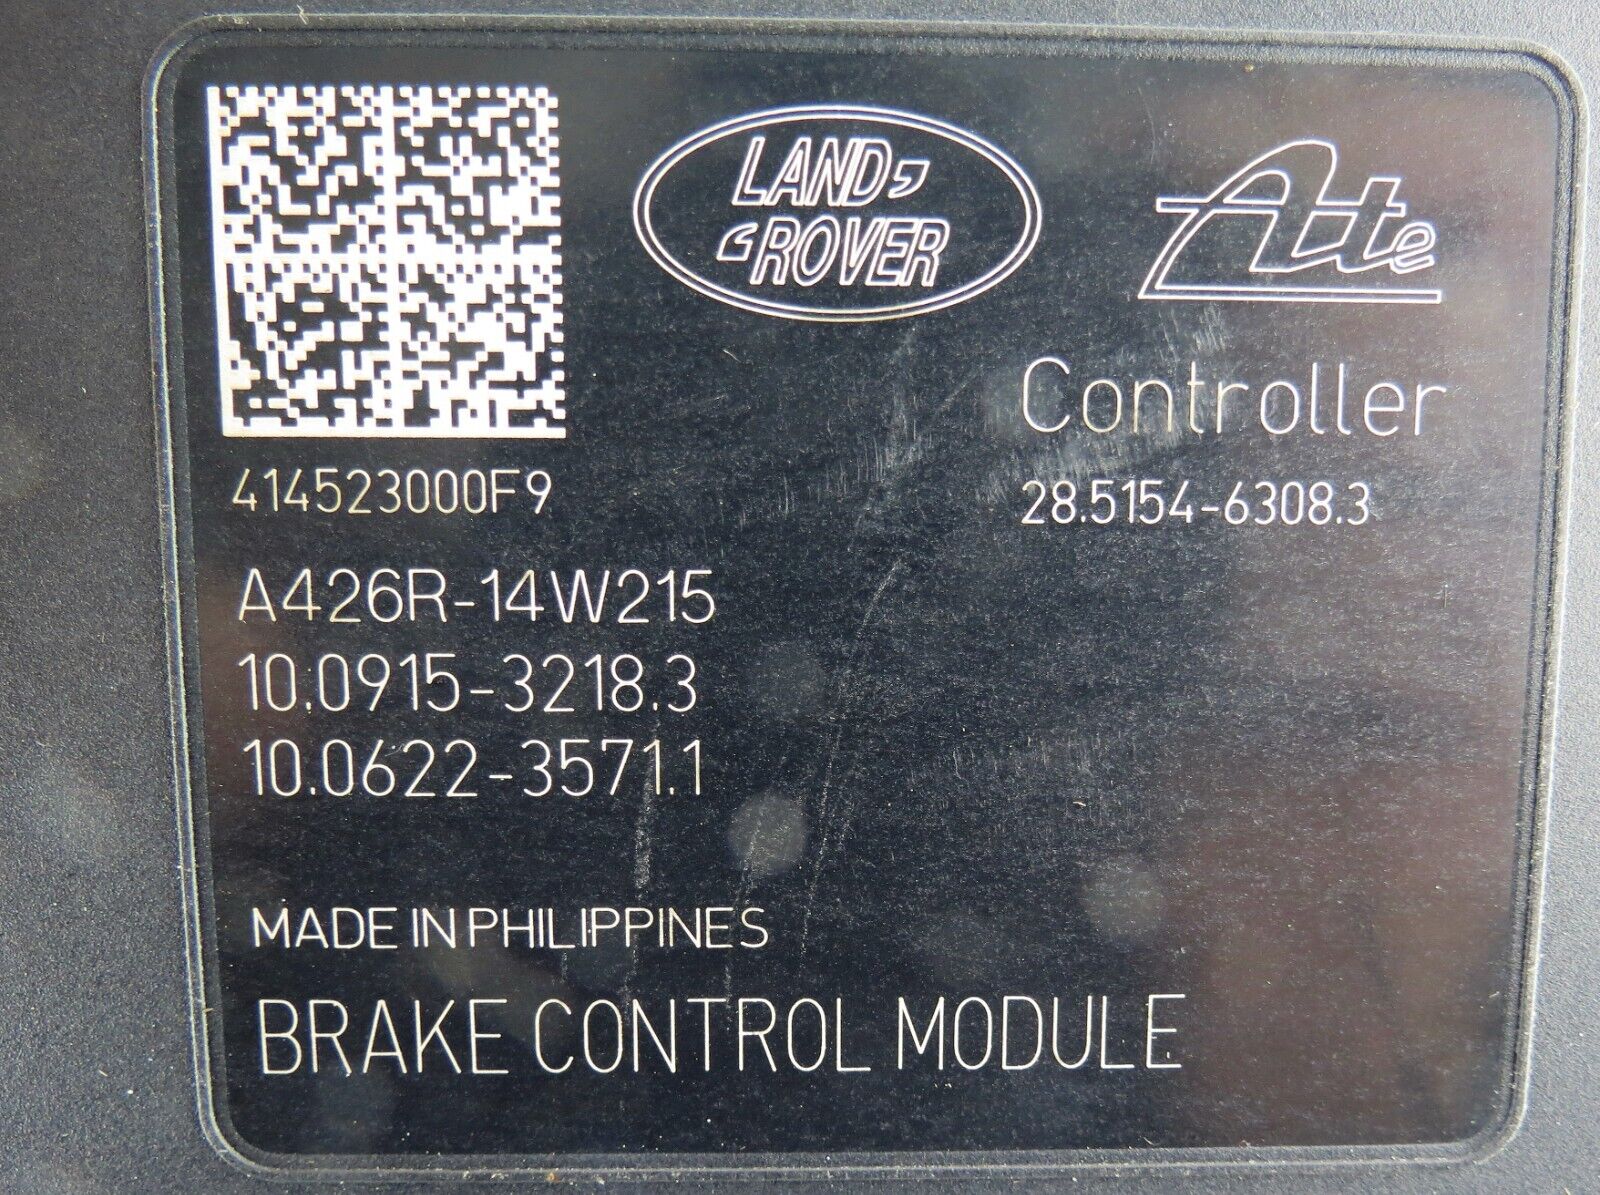 LAND
ROVER
Ate
Controller
414523000F9
28.5154-6308.3
A426R-14W215
10.0915-3218.3
10.0622-3571.1
MADE IN PHILIPPINES
BRAKE CONTROL MODULE